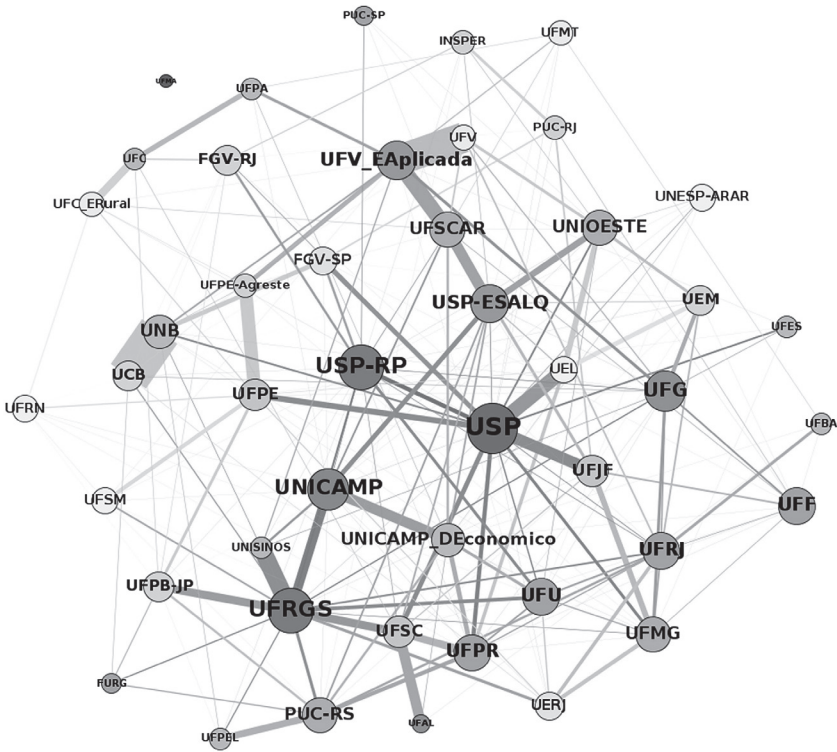 PUC-SP
UFMT
INSPER
UFMA
UFPA
PUC-RJ
UFV
UFC
FGV-RJ
UFV_EAplicada
UNESP-ARAR
UFC_ERural
UFSCAR
UNIOESTE
FGV-SP
UFPE-Agreste
UEM
USP-ESALQ
UFES
UNB
USP-RP
UEL
UCB
UFPE
UFG
UFRN
UFBA
USP
UFJF
UNICAMP
UFSM
UFF
UNICAMP_DEconomico
UNISINOS
UFRJ
UFPB-JP
UFU
UFRGS
UFSC
UFMG
UFPR
FURG
UERJ
PUC-RS
UFAL
UFPEL